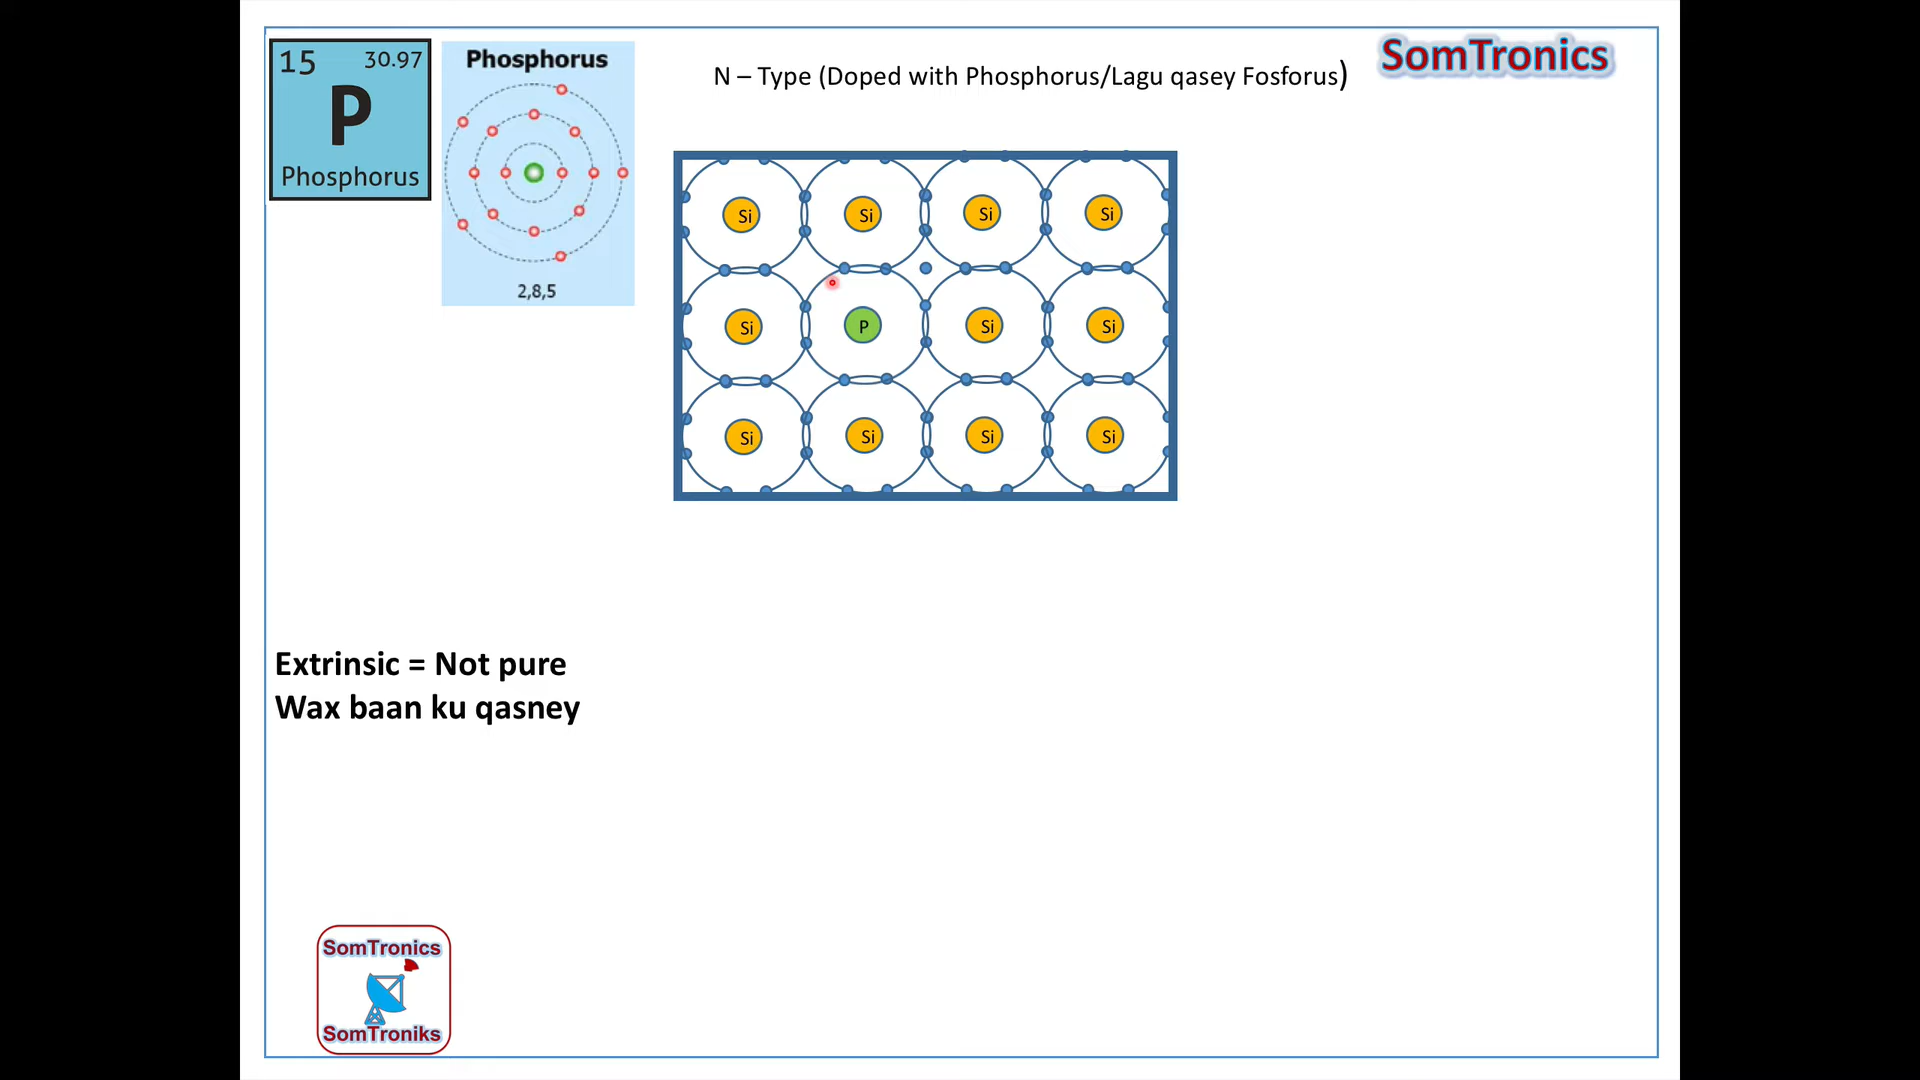 15 30.97
P
Phosphorus
Phosphorus
2,8,5
N – Type (Doped with Phosphorus/Lagu qasey Fosforus)
SomTronics
Si Si Si Si
Si P Si Si
Si Si Si Si
Extrinsic = Not pure
Wax baan ku qasney
SomTronics
SomTroniks